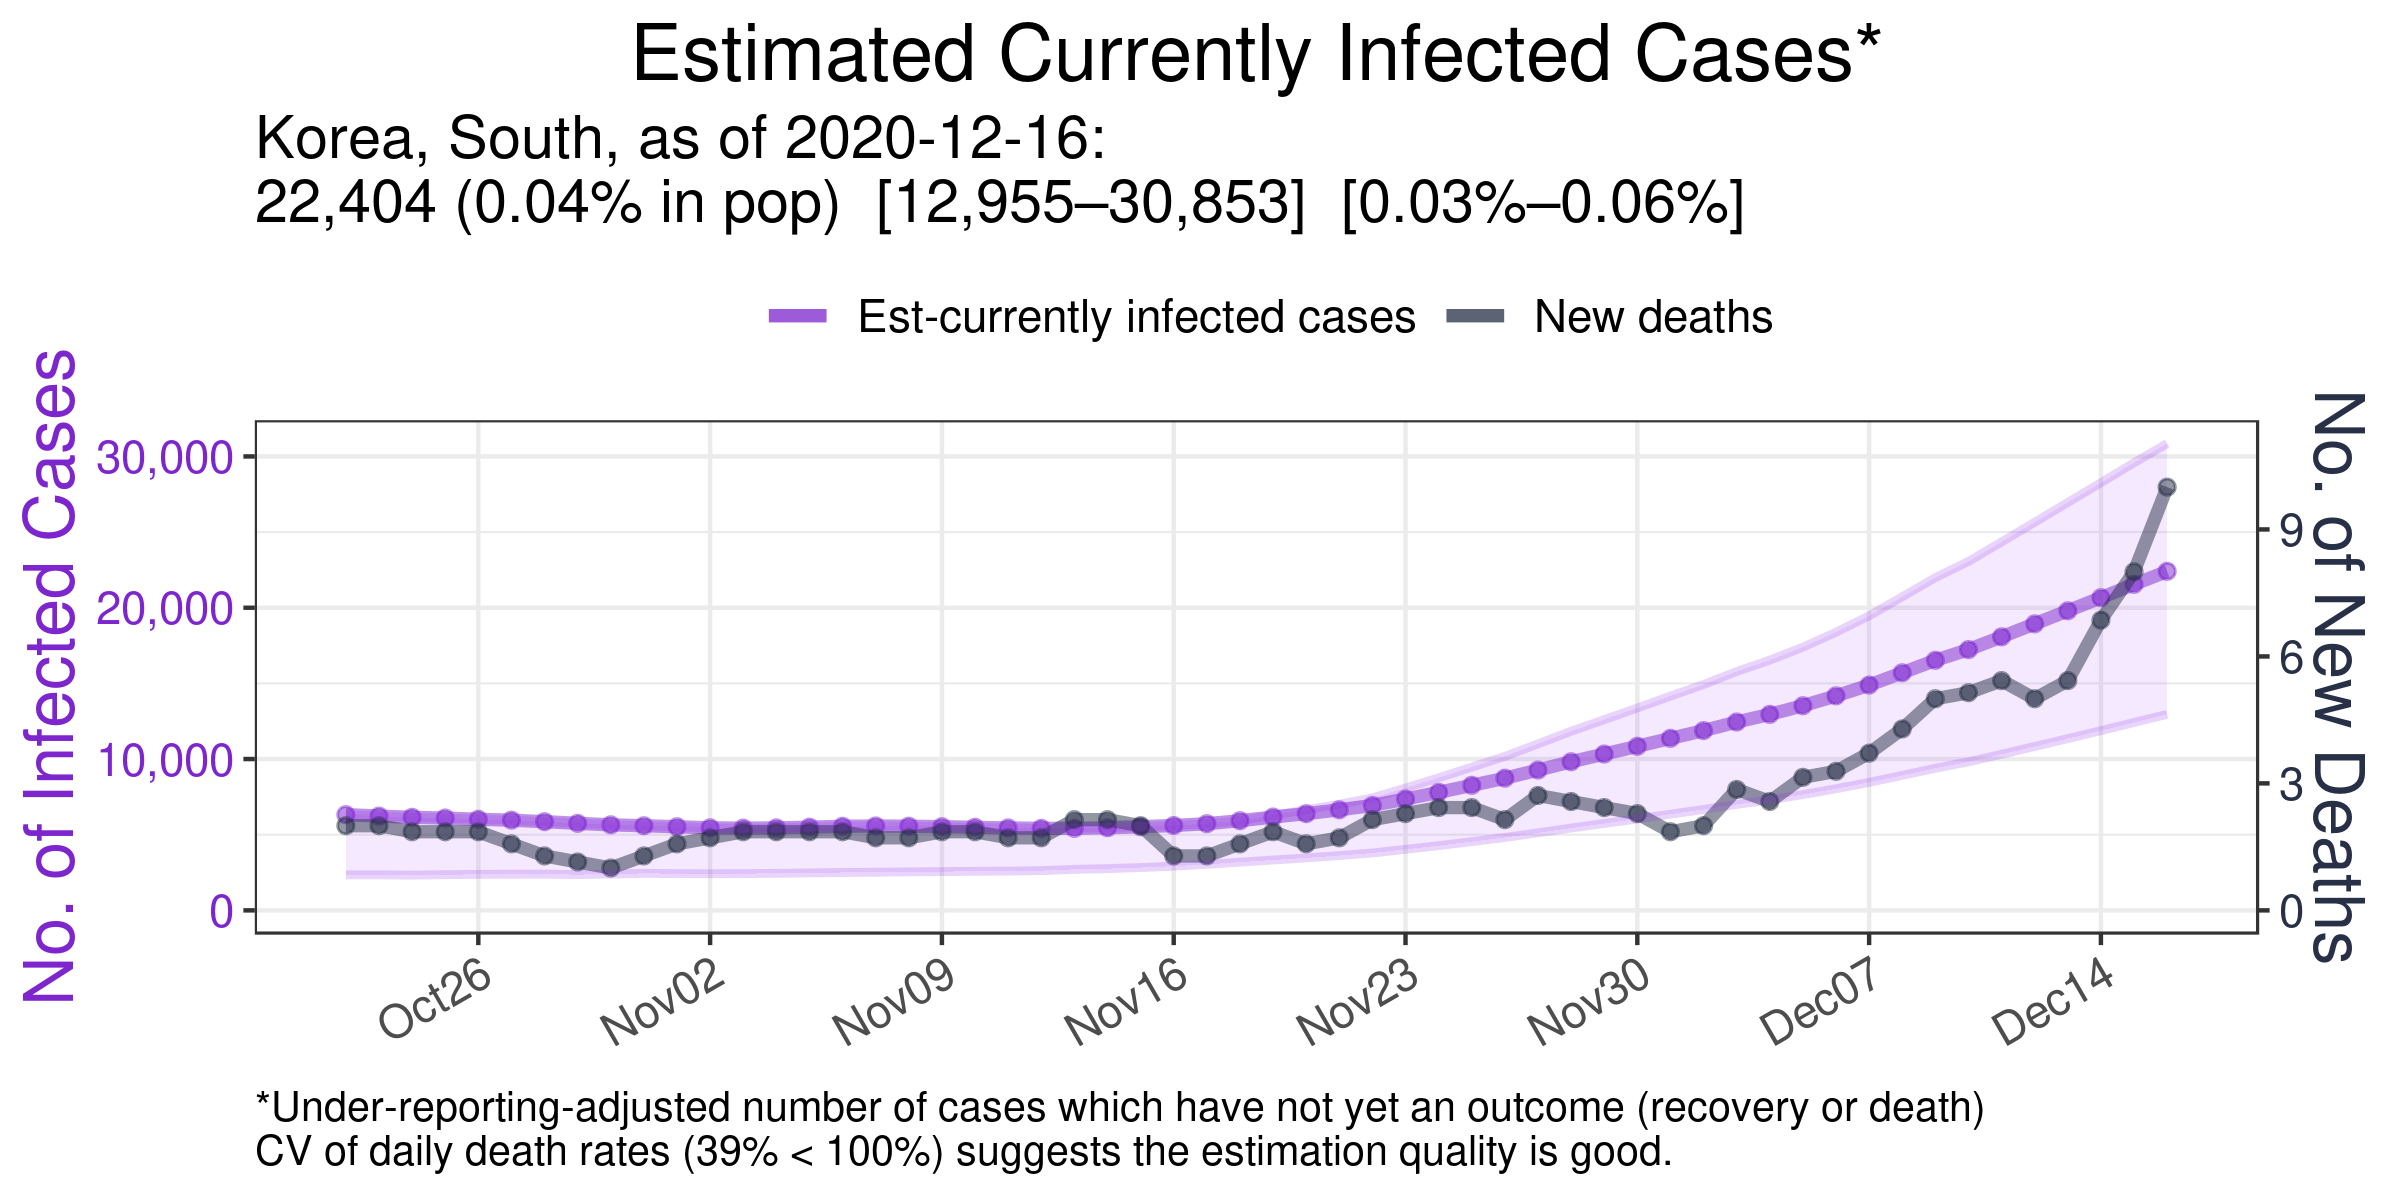 Estimated Currently Infected Cases*
Korea, South, as of 2020-12-16:
22,404 (0.04% in pop)  [12,955–30,853]  [0.03%–0.06%]
Est-currently infected cases
New deaths
No. of Infected Cases
30,000
20,000
10,000
0
No. of New Deaths
9
6
3
0
Oct26
Nov02
Nov09
Nov16
Nov23
Nov30
Dec07
Dec14
*Under-reporting-adjusted number of cases which have not yet an outcome (recovery or death)
CV of daily death rates (39% < 100%) suggests the estimation quality is good.